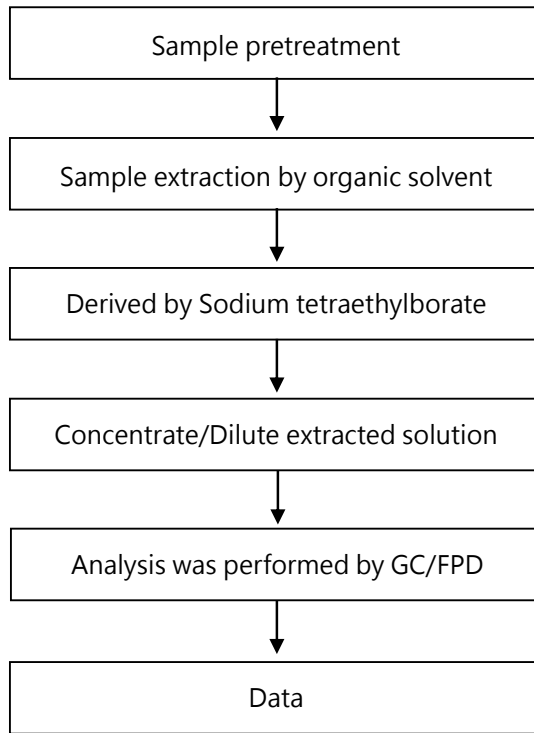 Sample pretreatment
Sample extraction by organic solvent
Derived by Sodium tetraethylborate
Concentrate/Dilute extracted solution
Analysis was performed by GC/FPD
Data